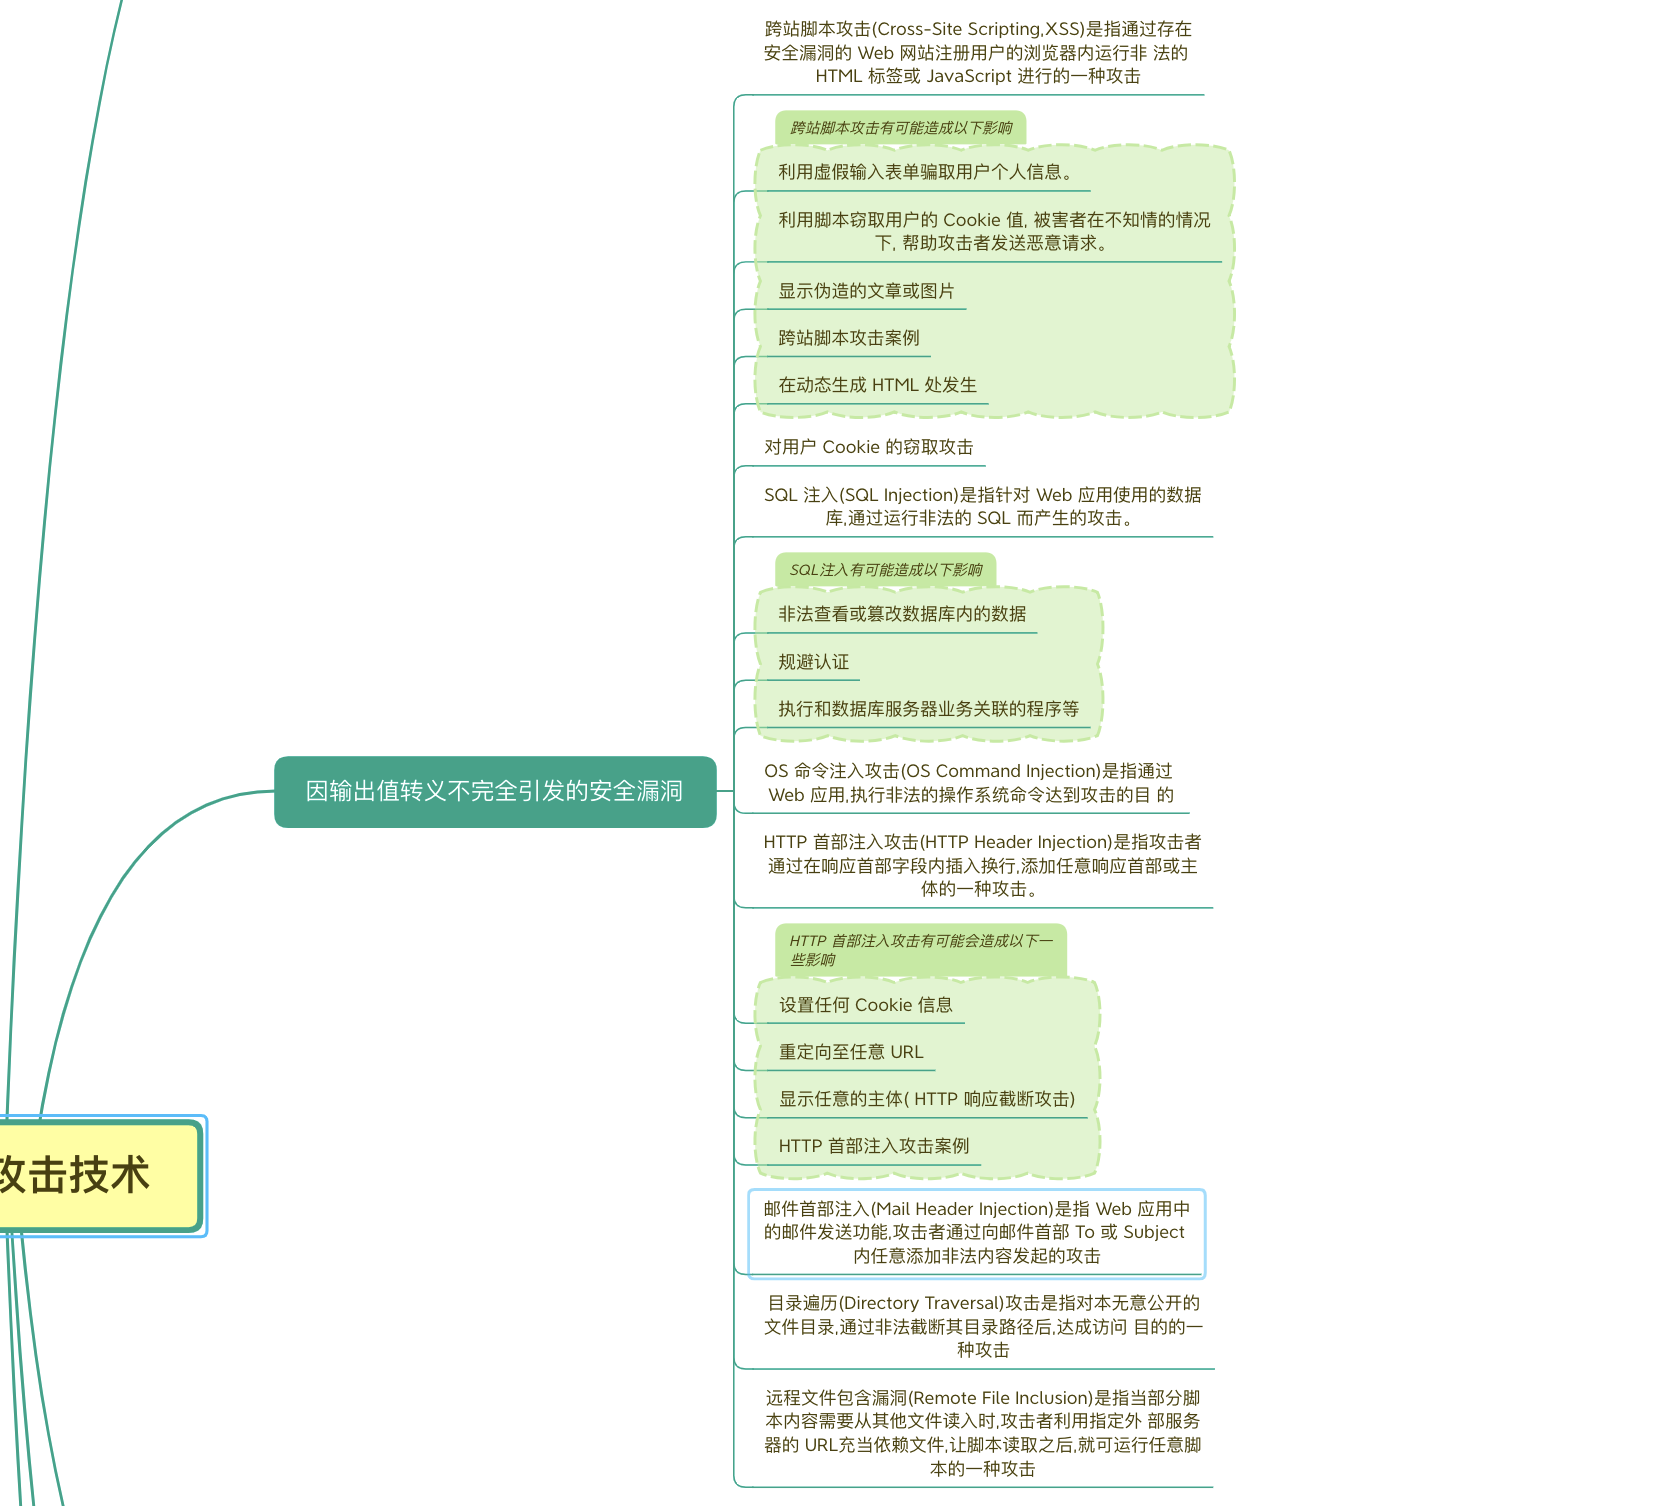 跨站脚本攻击(Cross-Site Scripting,XSS)是指通过存在
安全漏洞的 Web 网站注册用户的浏览器内运行非 法的
HTML 标签或 JavaScript 进行的一种攻击
跨站脚本攻击有可能造成以下影响
利用虚假输入表单骗取用户个人信息。
利用脚本窃取用户的 Cookie 值, 被害者在不知情的情况
下, 帮助攻击者发送恶意请求。
显示伪造的文章或图片
跨站脚本攻击案例
在动态生成 HTML 处发生
对用户 Cookie 的窃取攻击
SQL 注入(SQL Injection)是指针对 Web 应用使用的数据
库,通过运行非法的 SQL 而产生的攻击。
SQL注入有可能造成以下影响
非法查看或篡改数据库内的数据
规避认证
执行和数据库服务器业务关联的程序等
因输出值转义不完全引发的安全漏洞
OS 命令注入攻击(OS Command Injection)是指通过
Web 应用,执行非法的操作系统命令达到攻击的目 的
HTTP 首部注入攻击(HTTP Header Injection)是指攻击者
通过在响应首部字段内插入换行,添加任意响应首部或主
体的一种攻击。
HTTP 首部注入攻击有可能会造成以下一
些影响
设置任何 Cookie 信息
重定向至任意 URL
显示任意的主体( HTTP 响应截断攻击)
HTTP 首部注入攻击案例
攻击技术
邮件首部注入(Mail Header Injection)是指 Web 应用中
的邮件发送功能,攻击者通过向邮件首部 To 或 Subject
内任意添加非法内容发起的攻击
目录遍历(Directory Traversal)攻击是指对本无意公开的
文件目录,通过非法截断其目录路径后,达成访问 目的的一
种攻击
远程文件包含漏洞(Remote File Inclusion)是指当部分脚
本内容需要从其他文件读入时,攻击者利用指定外 部服务
器的 URL充当依赖文件,让脚本读取之后,就可运行任意脚
本的一种攻击